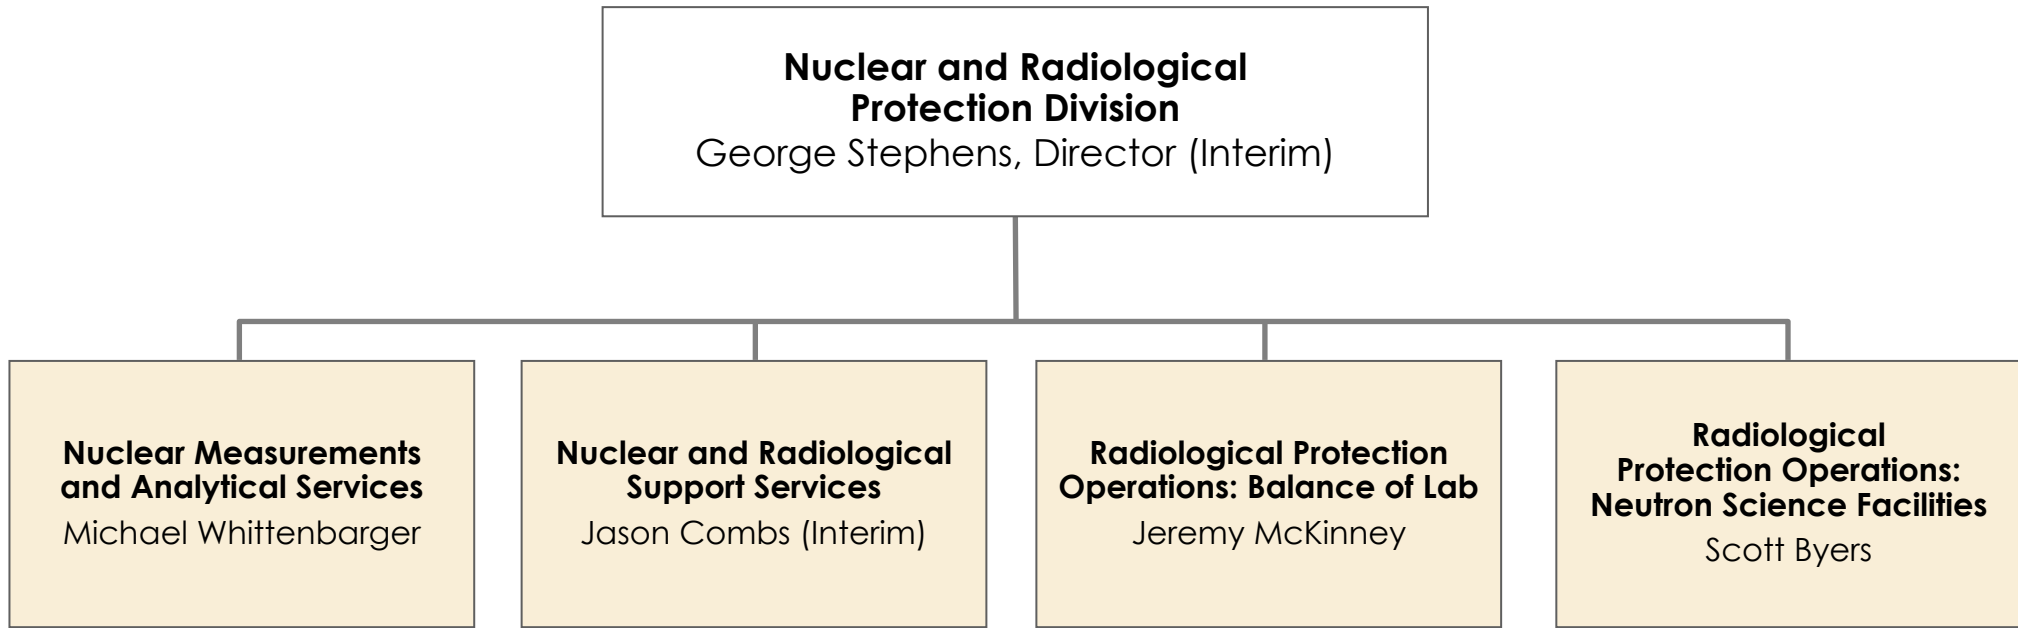 Nuclear and Radiological
Protection Division
George Stephens, Director (Interim)
Nuclear Measurements
and Analytical Services
Michael Whittenbarger
Nuclear and Radiological
Support Services
Jason Combs (Interim)
Radiological Protection
Operations: Balance of Lab
Jeremy McKinney
Radiological
Protection Operations:
Neutron Science Facilities
Scott Byers